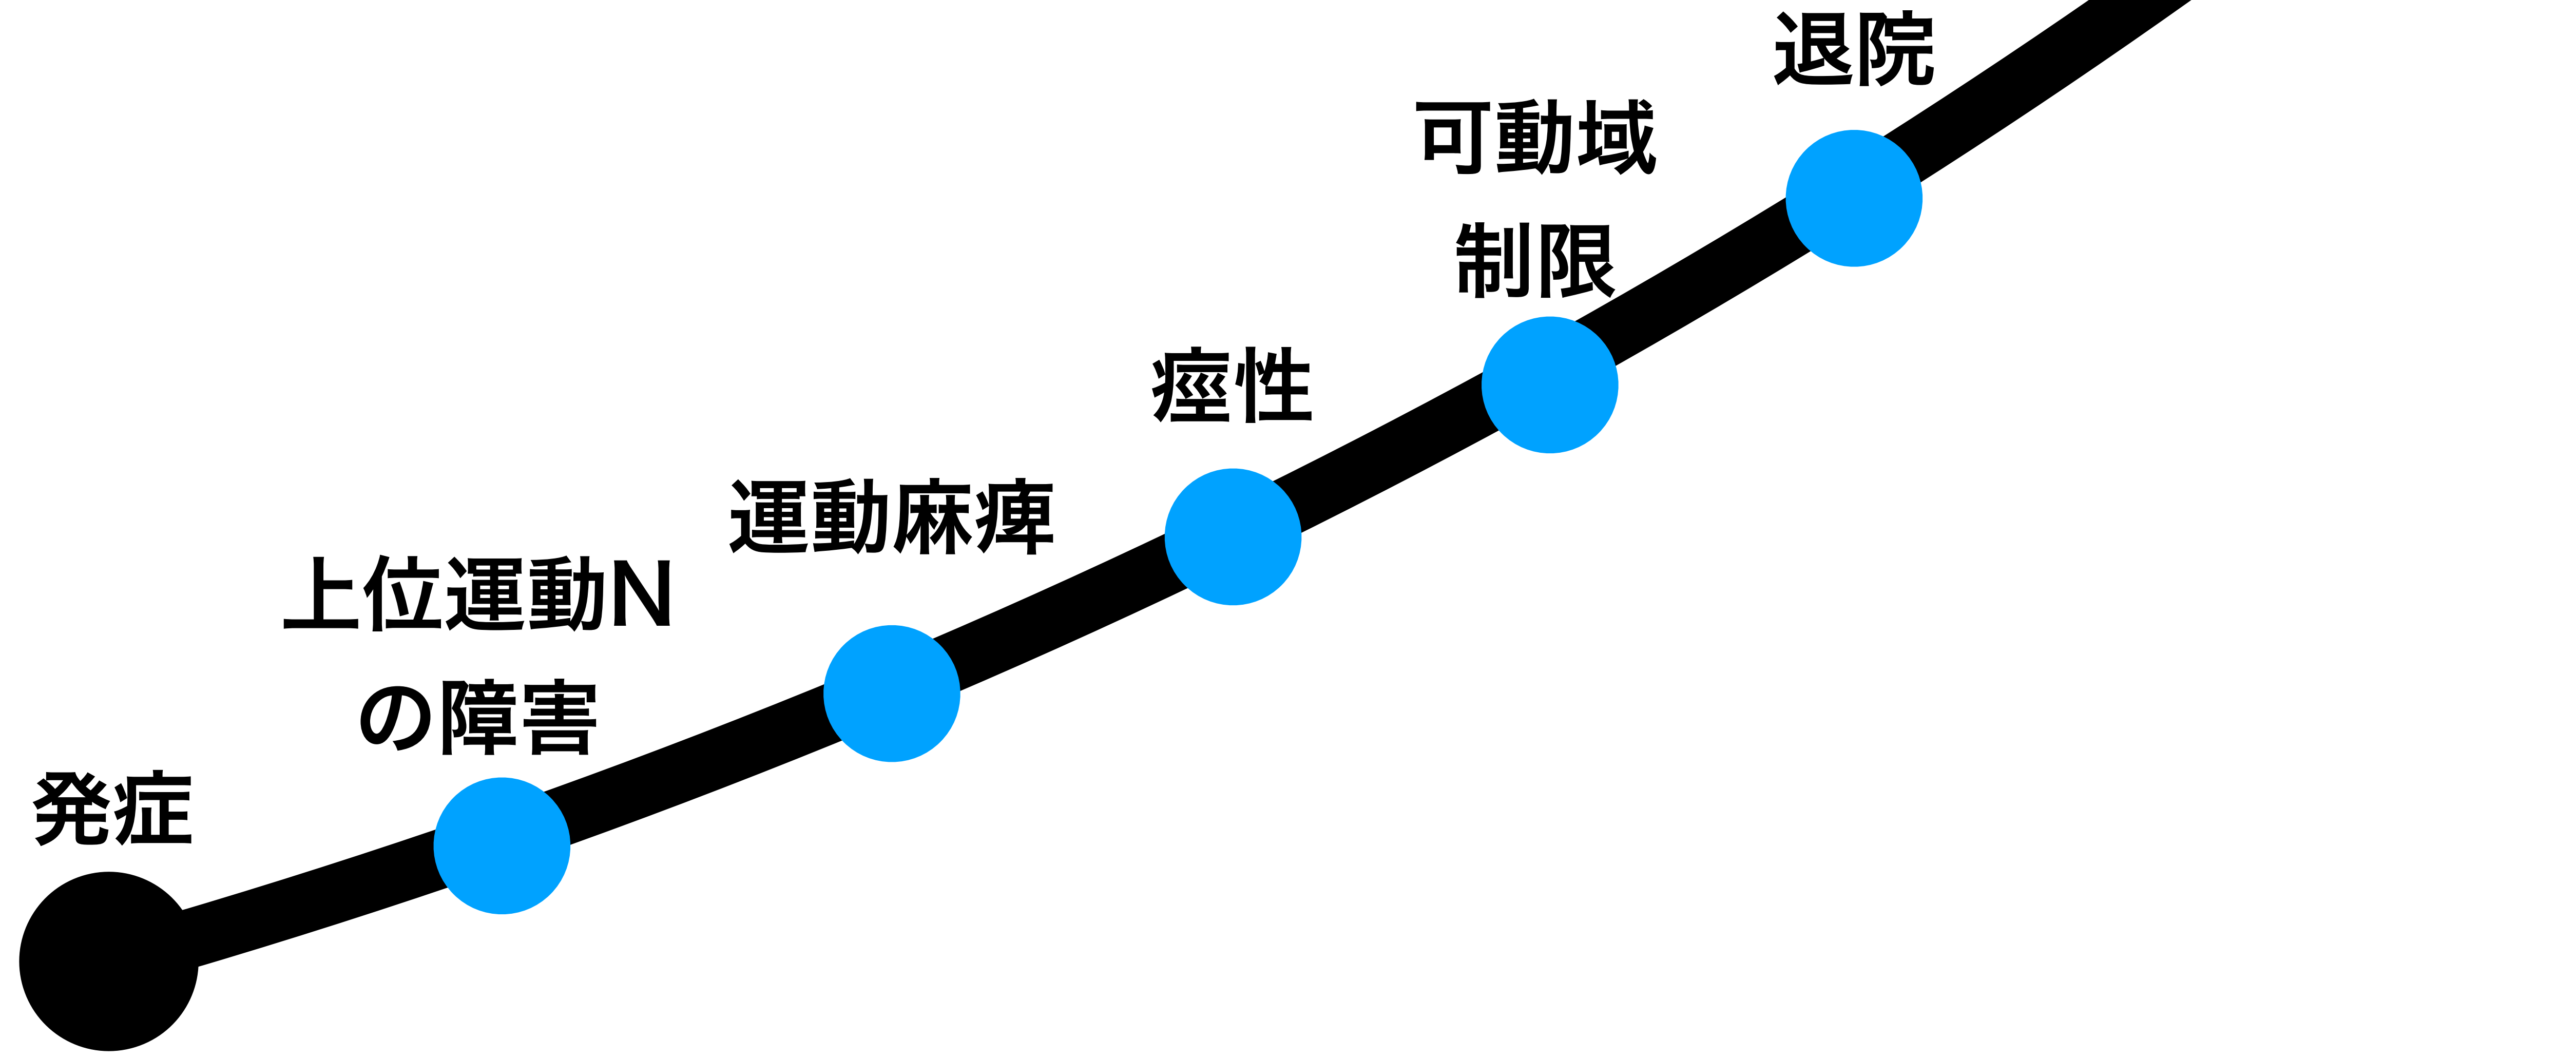 発症
上位運動N
の障害
運動麻痺
痙性
可動域
制限
退院